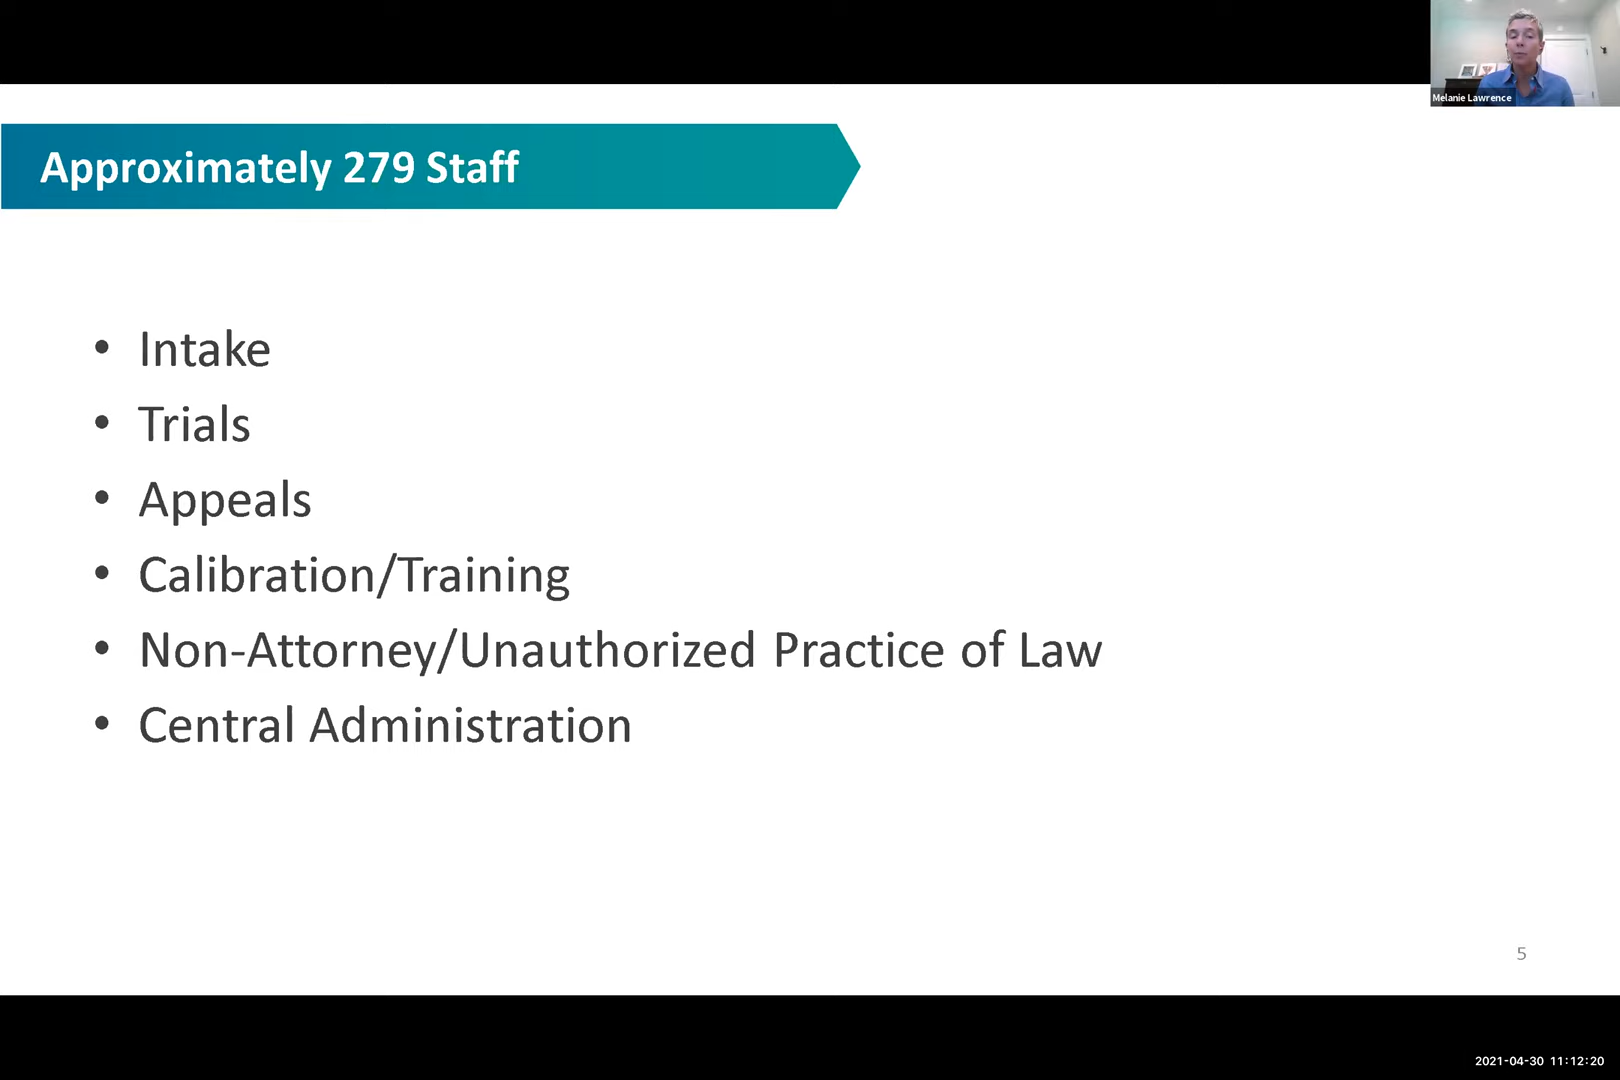 Melanie Lawrence
Approximately 279 Staff
• Intake
• Trials
• Appeals
• Calibration/Training
• Non-Attorney/Unauthorized Practice of Law
• Central Administration
5
2021-04-30 11:12:20